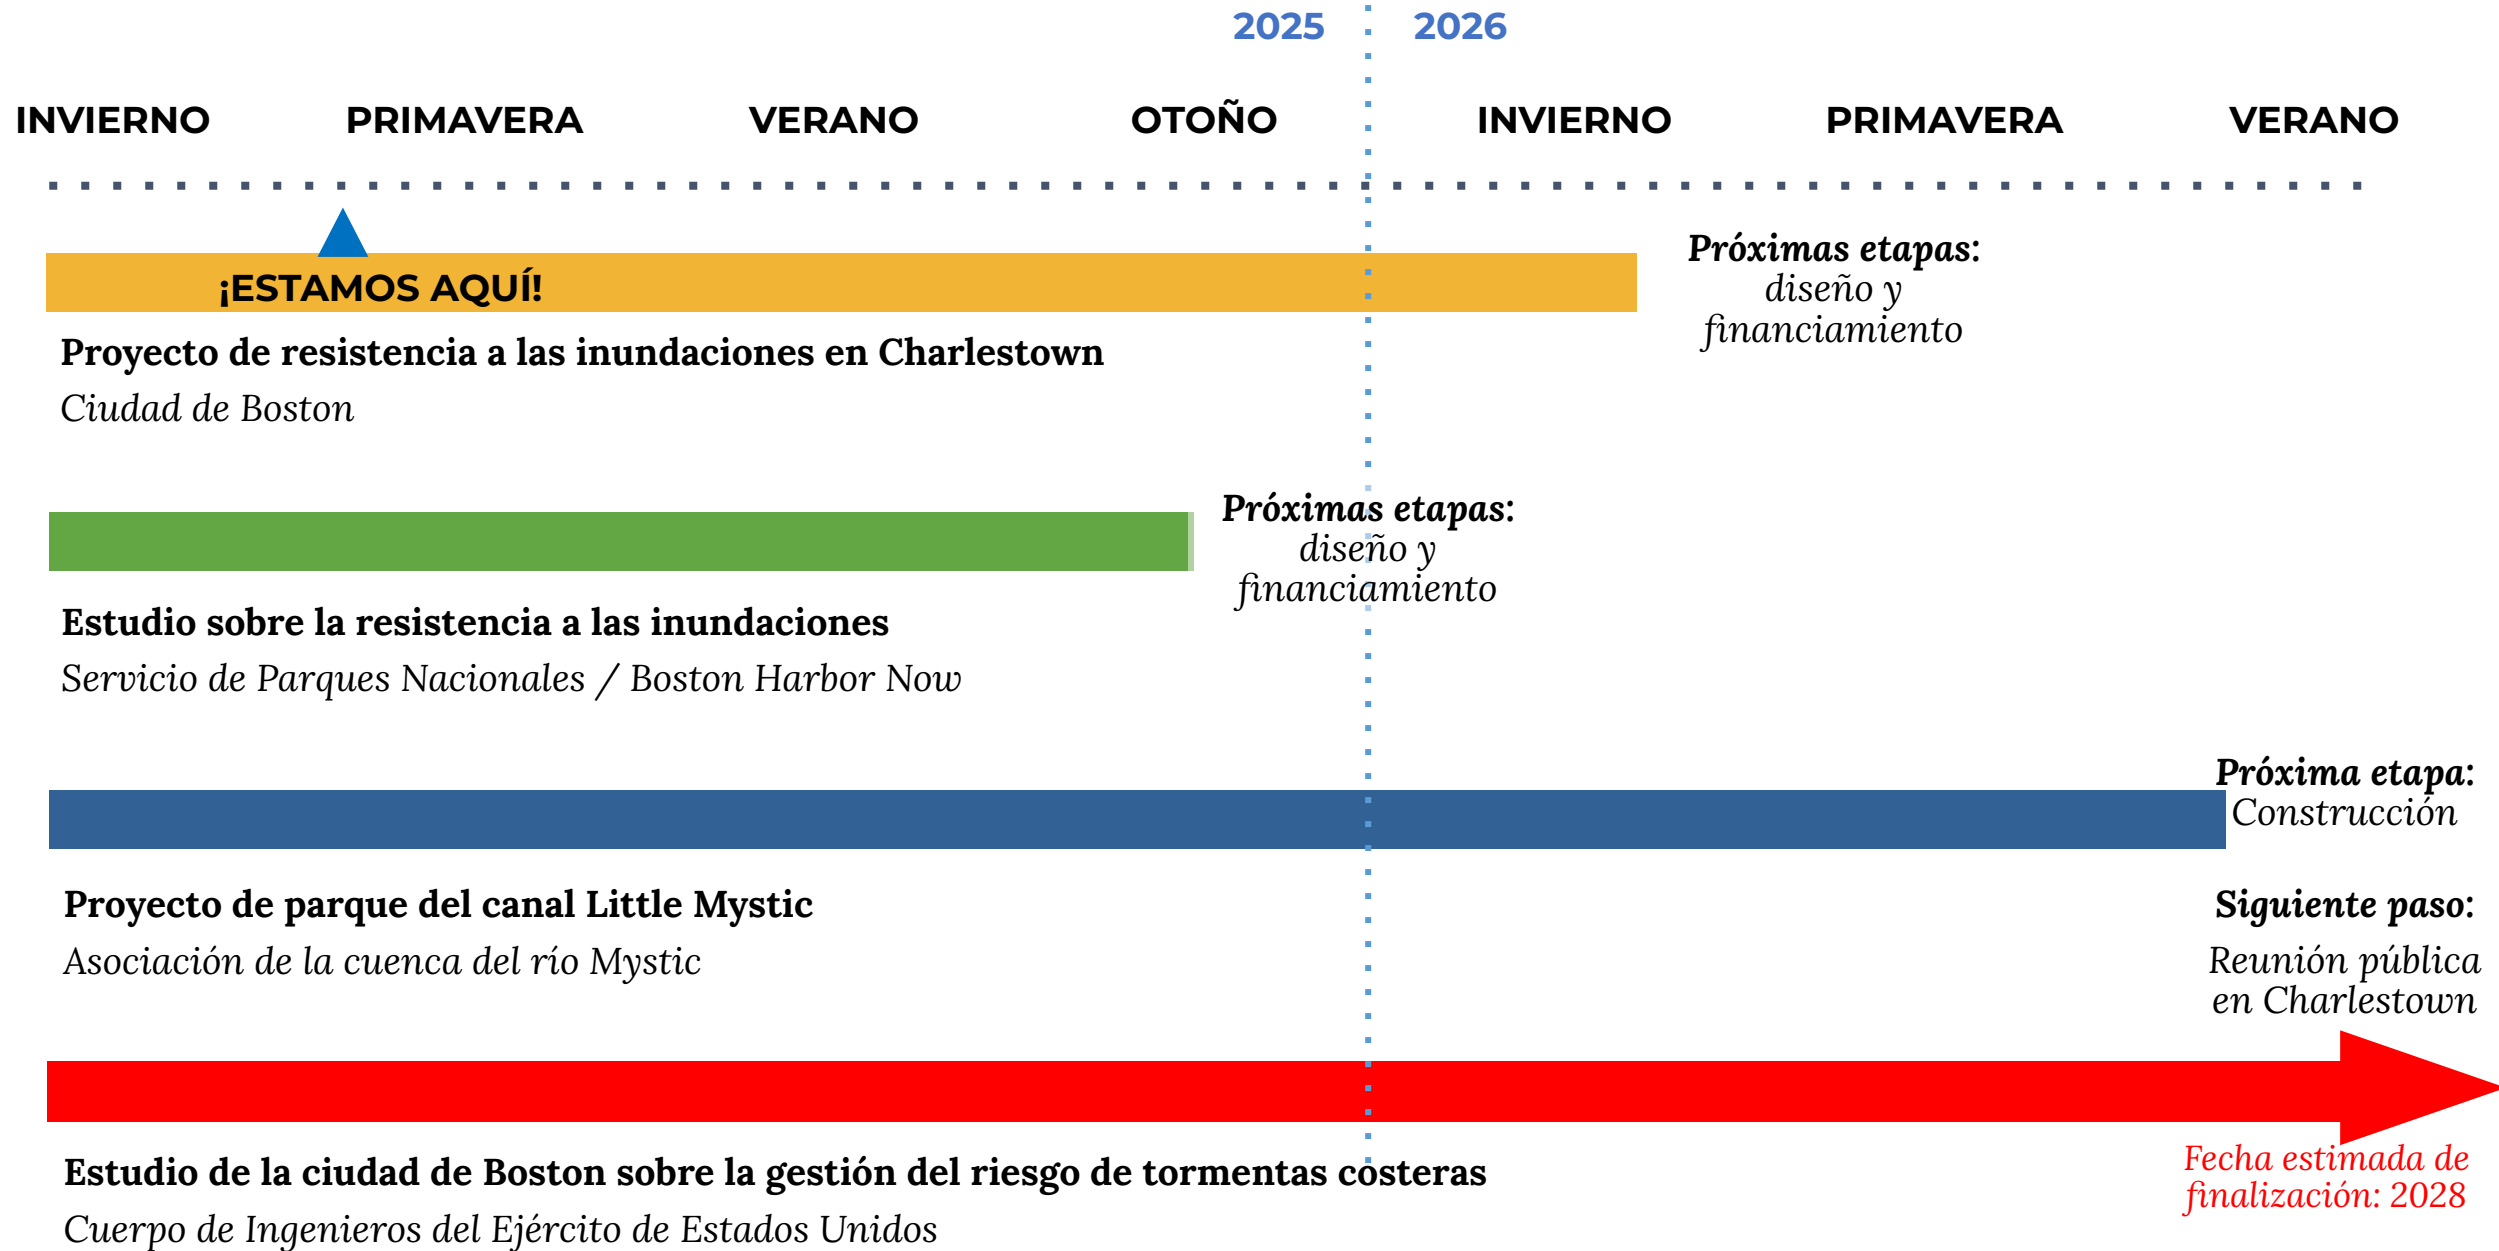 2025 2026
INVIERNO PRIMAVERA VERANO OTOÑO INVIERNO PRIMAVERA VERANO
¡ESTAMOS AQUÍ!
Próximas etapas:
diseño y
financiamiento
Proyecto de resistencia a las inundaciones en Charlestown
Ciudad de Boston
Próximas etapas:
diseño y
financiamiento
Estudio sobre la resistencia a las inundaciones
Servicio de Parques Nacionales / Boston Harbor Now
Próxima etapa:
Construcción
Proyecto de parque del canal Little Mystic
Asociación de la cuenca del río Mystic
Siguiente paso:
Reunión pública
en Charlestown
Estudio de la ciudad de Boston sobre la gestión del riesgo de tormentas costeras
Cuerpo de Ingenieros del Ejército de Estados Unidos
Fecha estimada de
finalización: 2028